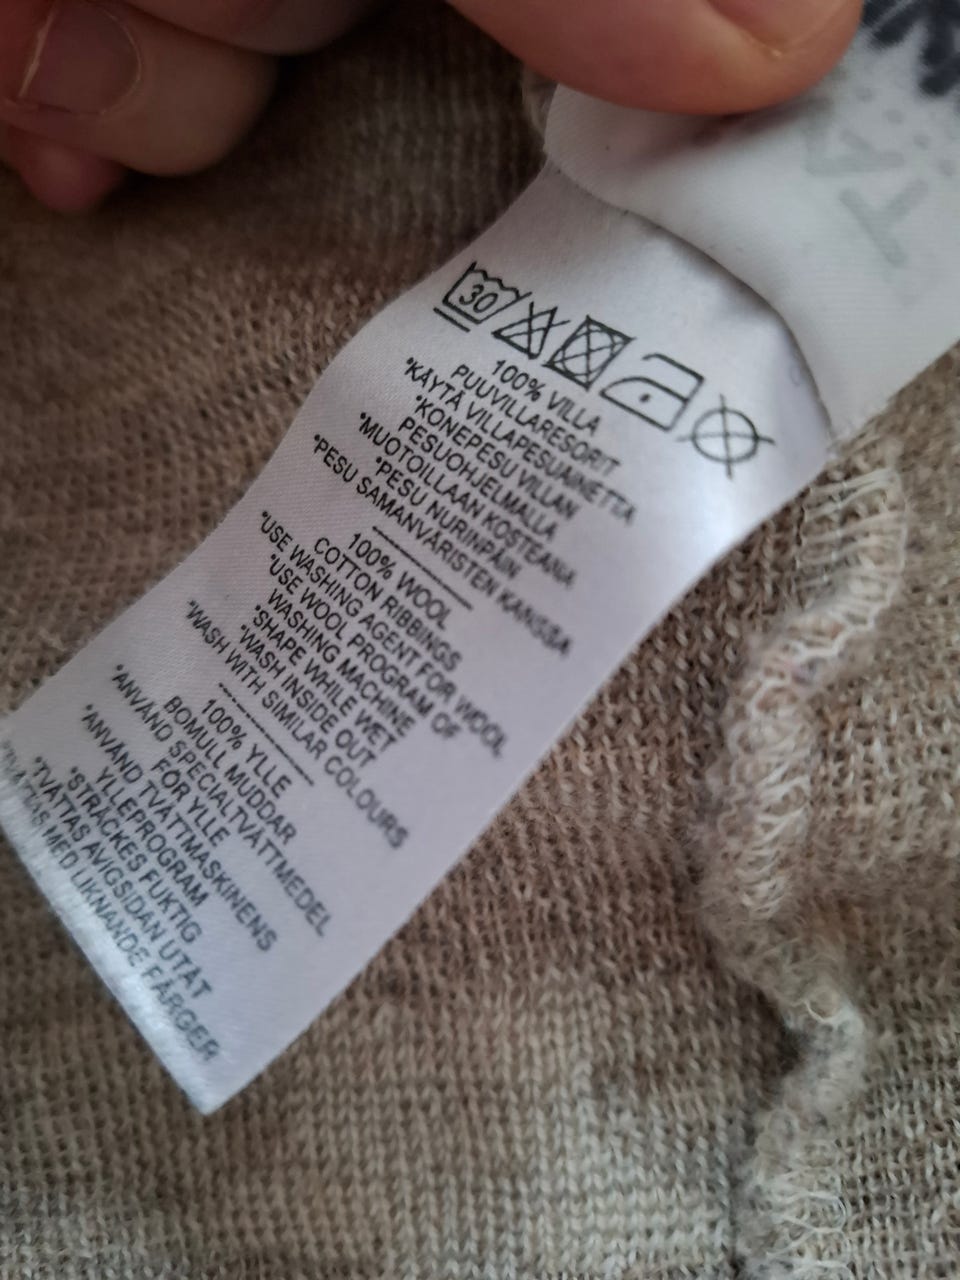 30
100% VILLA
PUUVILLARESORIT
*KÄYTÄ VILLAPESUAINETTA
*KONEPESU VILLAN
PESUOHJELMALLA
*MUOTOILLAAN KOSTEANA
*PESU NURINPÄIN
*PESU SAMANVÄRISTEN KANSSA
100% WOOL
COTTON RIBBINGS
*USE WASHING AGENT FOR WOOL
*USE WOOL PROGRAM OF
WASHING MACHINE
*SHAPE WHILE WET
*WASH INSIDE OUT
*WASH WITH SIMILAR COLOURS
100% YLLE
BOMULL MUDDAR
*ANVÄND SPECIALTVÄTTMEDEL
FÖR YLLE
*ANVÄND TVÄTTMASKINENS
YLLEPROGRAM
*STRÄCKES FUKTIG
*TVÄTTAS AVIGSIDAN UTÅT
*TVÄTTAS MED LIKNANDE FÄRGER